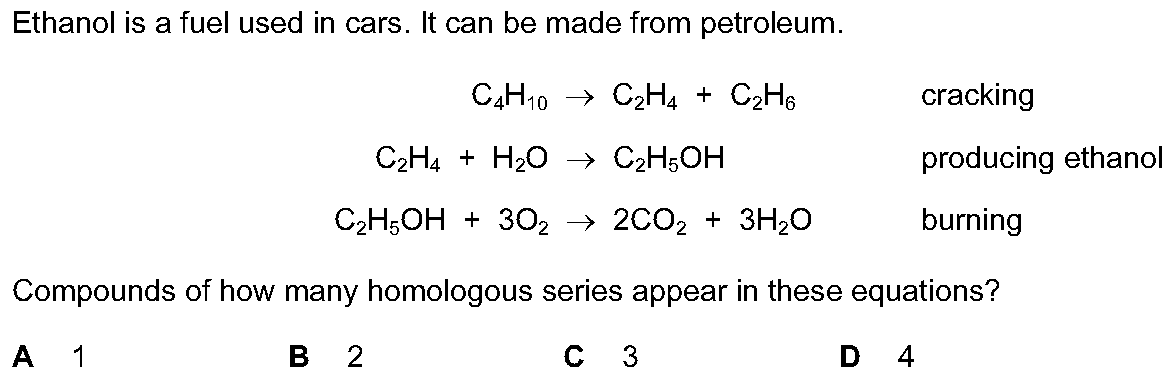 Ethanol is a fuel used in cars. It can be made from petroleum.
C₄H₁₀ → C₂H₄ + C₂H₆ cracking
C₂H₄ + H₂O → C₂H₅OH producing ethanol
C₂H₅OH + 3O₂ → 2CO₂ + 3H₂O burning
Compounds of how many homologous series appear in these equations?
A 1 B 2 C 3 D 4